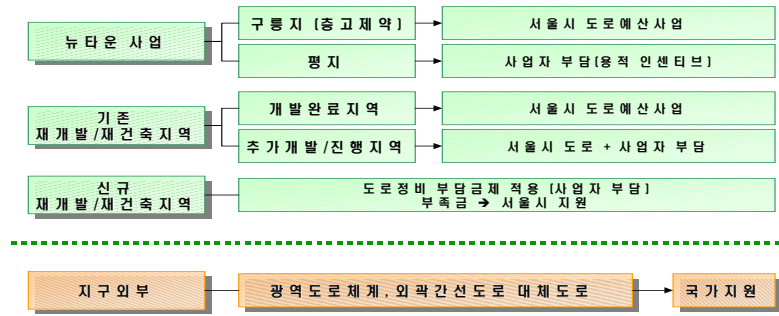 뉴타운 사업
구릉지 (층고제약)
서울시 도로예산사업
평지
사업자 부담(용적 인센티브)
기존
재개발/재건축지역
개발완료지역
서울시 도로예산사업
추가개발/진행지역
서울시 도로 + 사업자 부담
신규
재개발/재건축지역
도로정비 부담금제 적용 (사업자 부담)
부족금 → 서울시 지원
지구외부
광역도로체계, 외곽간선도로 대체도로
국가지원